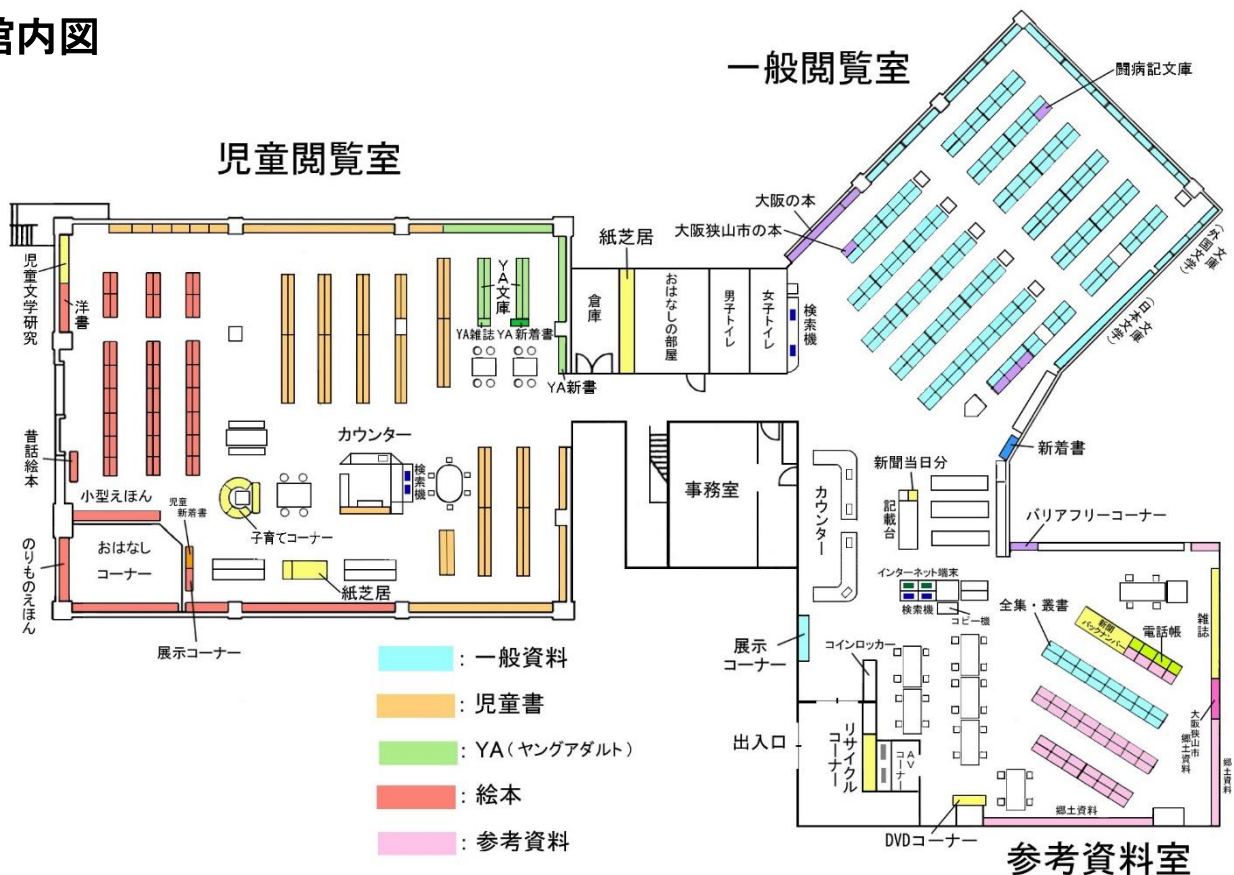 館内図
児童閲覧室
一般閲覧室
闘病記文庫
大阪の本
大阪狭山市の本
紙芝居
倉庫
おはなしの部屋
男子トイレ
女子トイレ
検索機
文庫
(外国文学)
文庫
(日本文学)
児童文学研究
洋書
YA文庫
YA雑誌
YA新着書
YA新書
昔話絵本
小型えほん
児童
新着書
カウンター
検索機
子育てコーナー
のりものえほん
おはなし
コーナー
紙芝居
展示コーナー
事務室
カウンター
新聞当日分
記載台
新着書
バリアフリーコーナー
インターネット端末
検索機
コピー機
全集・叢書
新聞
バックナンバー
電話帳
雑誌
展示
コーナー
コインロッカー
出入口
リサイクル
コーナー
AV
コーナー
大阪狭山市
郷土資料
郷土資料
郷土資料
DVDコーナー
参考資料室
:一般資料
:児童書
:YA(ヤングアダルト)
:絵本
:参考資料